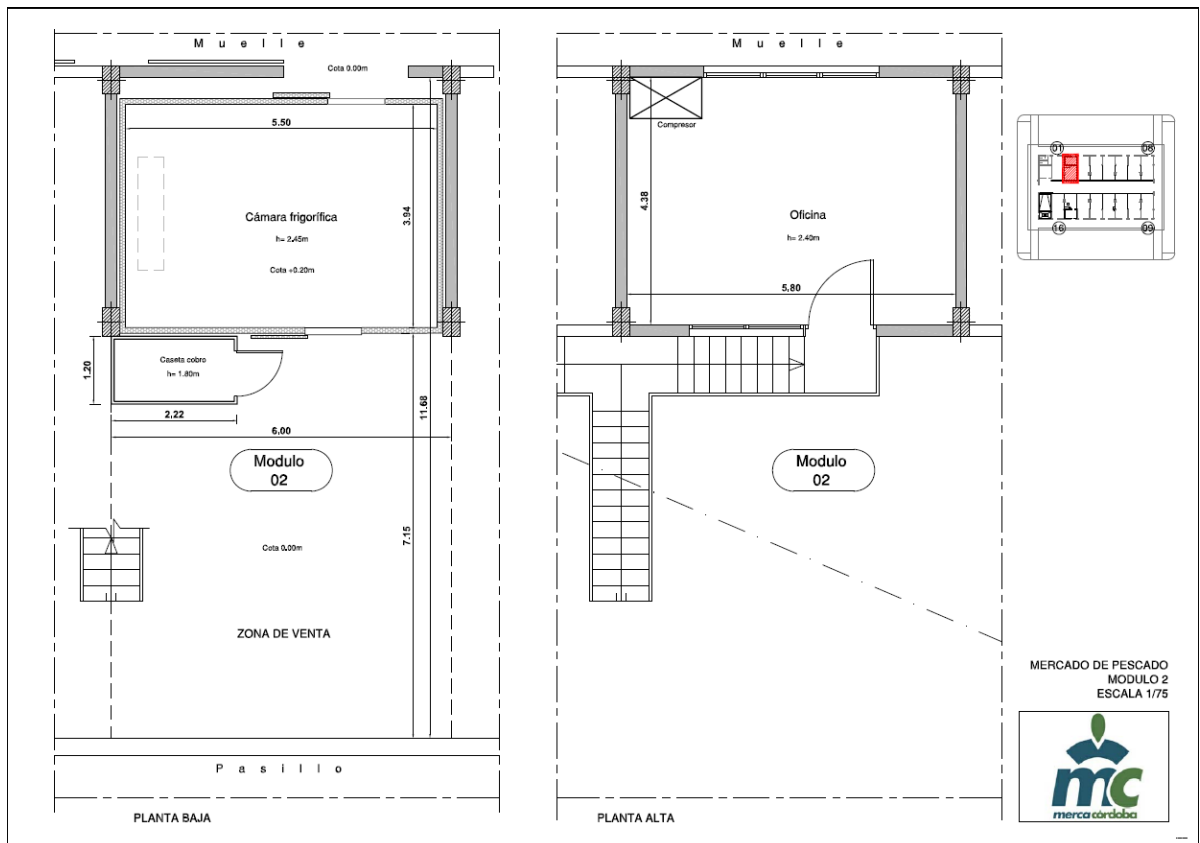 M u e l l e
Cota 0.00m
5.50
Cámara frigorífica
h= 2.45m
Cota +0.20m
3.94
Caseta cobro
h= 1.80m
1.20
2.22
6.00
11.68
Modulo
02
7.15
Cota 0.00m
ZONA DE VENTA
P a s i l l o
PLANTA BAJA
M u e l l e
Compresor
4.38
Oficina
h= 2.40m
5.80
Modulo
02
PLANTA ALTA
01
08
16
09
MERCADO DE PESCADO
MODULO 2
ESCALA 1/75
mc
mercacórdoba